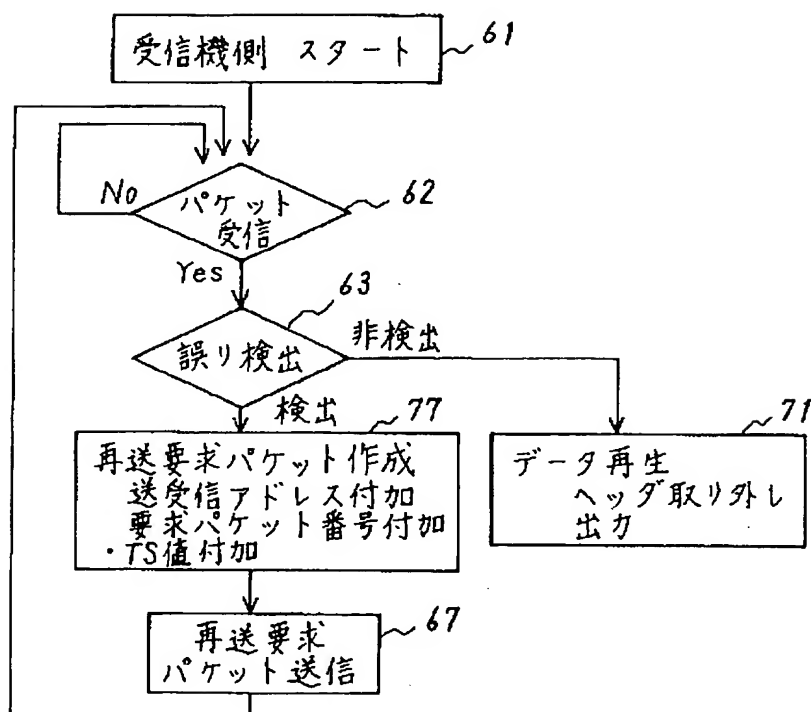 受信機側 スタート
61
No
パケット
受信
62
Yes
63
誤り検出
非検出
検出
77
再送要求パケット作成
送受信アドレス付加
要求パケット番号付加
・TS値付加
71
データ再生
ヘッダ取り外し
出力
再送要求
パケット送信
67